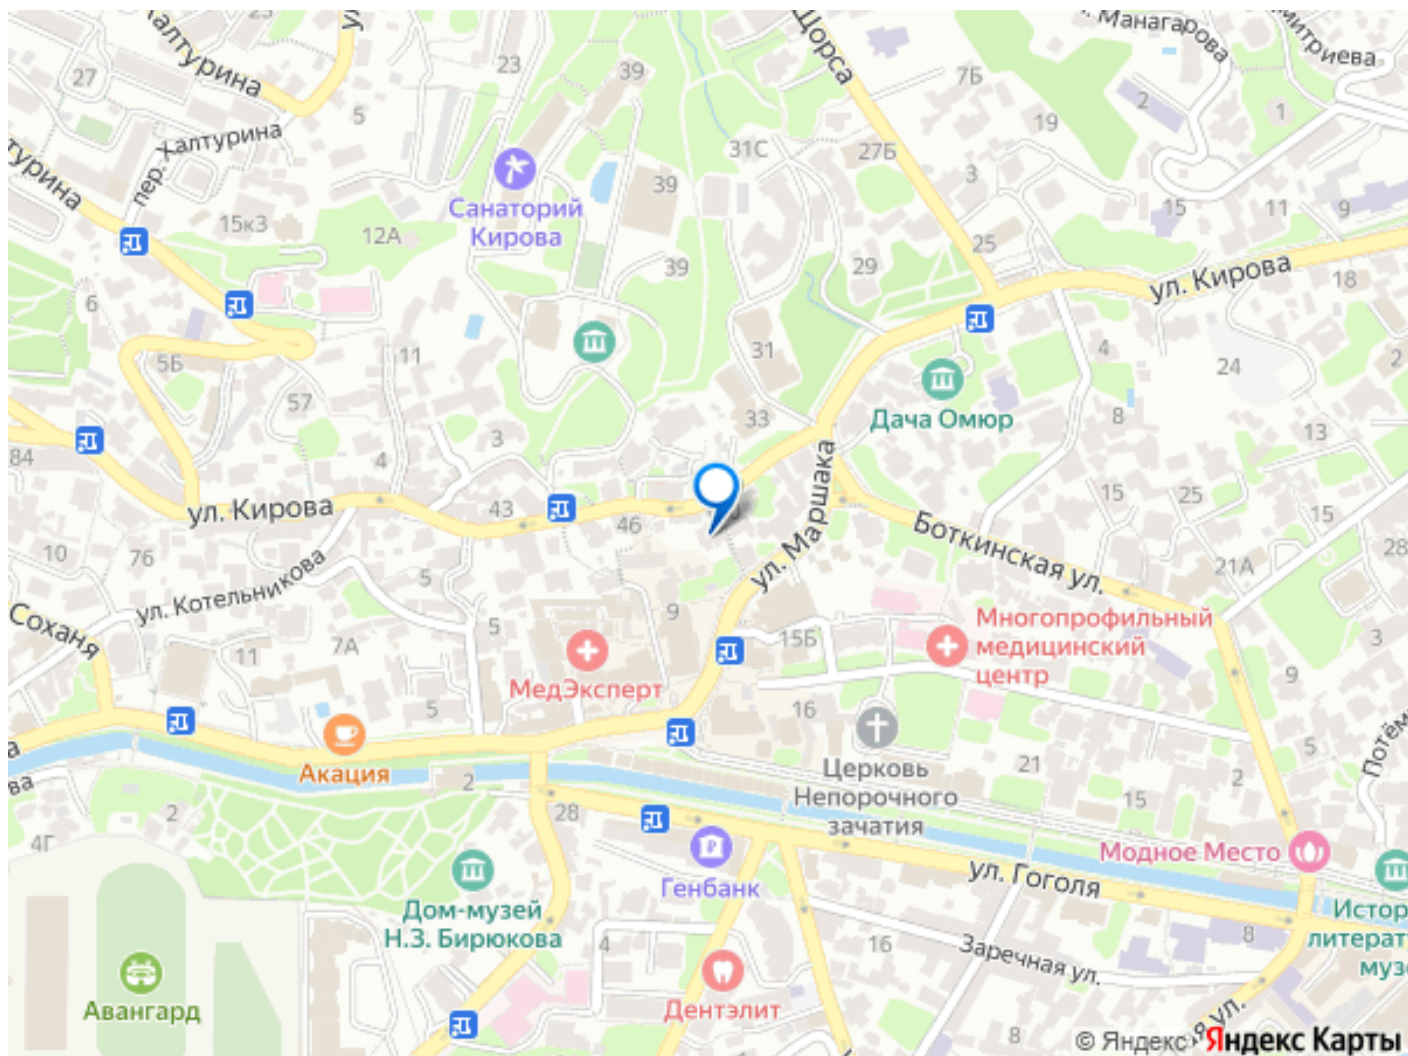 Халтурина
27
пер. Халтурина
5
23
39
Щорса
Манагарова
7Б
2
19
1
31С
27Б
3
Санаторий
Кирова
39
15к3
12А
39
29
25
15
11
9
ул. Кирова
18
6
5Б
11
31
4
24
2
57
33
Дача Омюр
8
13
84
3
4
ул. Кирова
43
46
ул. Маршака
15
25
15
28
Боткинская ул.
21А
10
76
ул. Котельникова
5
Соханя
5
9
15Б
Многопрофильный
медицинский
центр
3
11
7А
МедЭксперт
9
5
16
5
Акация
2
Церковь
Непорочного
зачатия
21
15
2
2
4Г
28
Генбанк
Модное Место
ул. Гоголя
Дом-музей
Н.З. Бирюкова
4
16
Заречная ул.
8
Авангард
Дентэлит
8
© Яндекс
Яндекс Карты